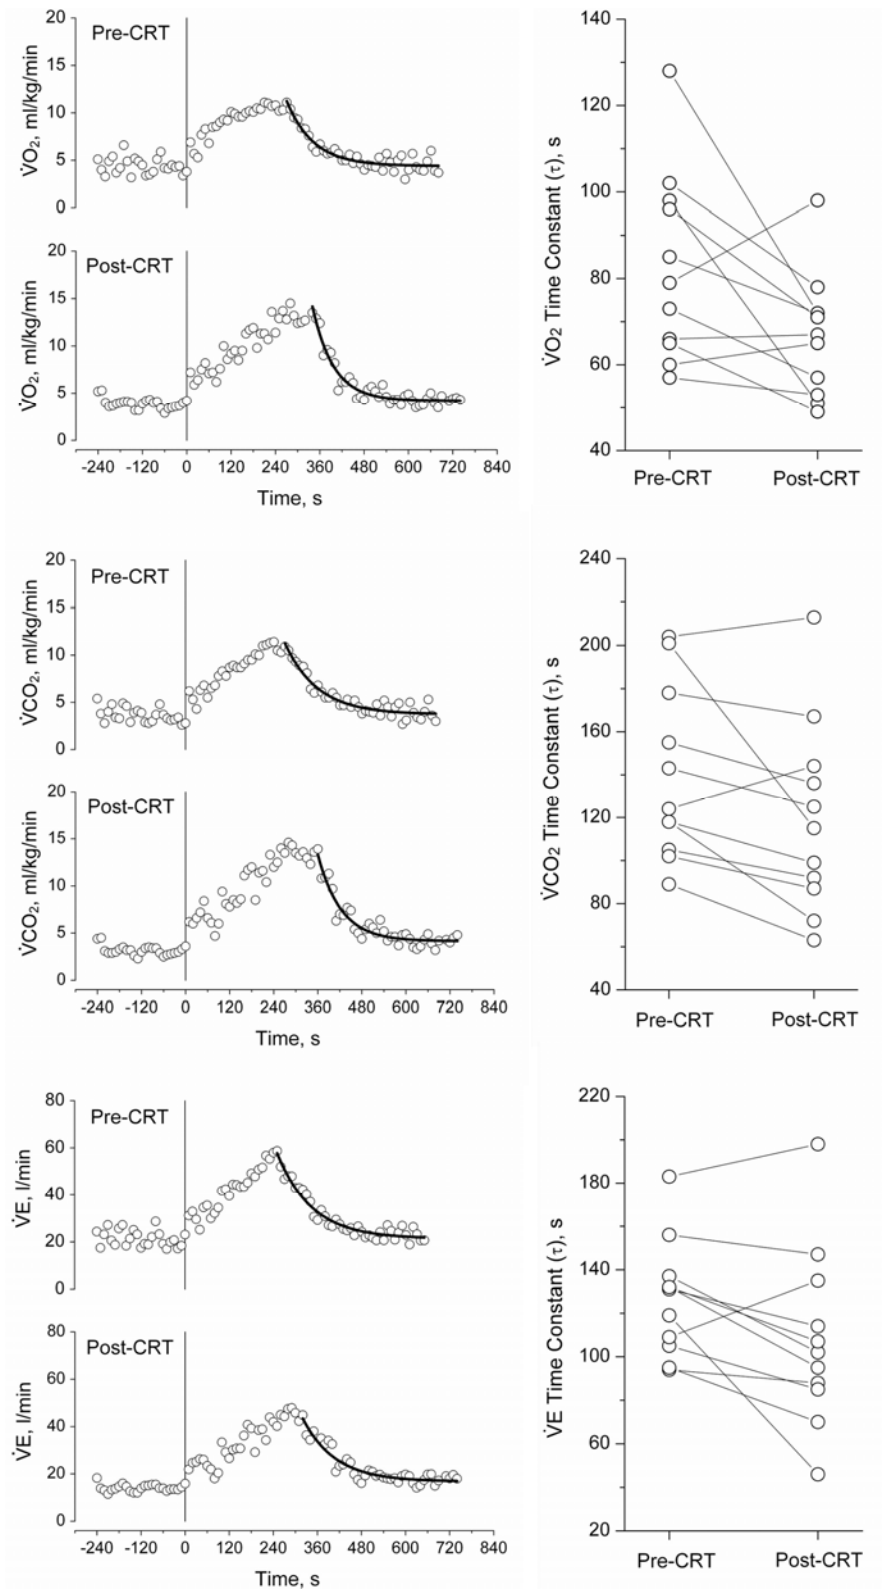 20
Pre-CRT
15
10
5
0
V̇O2, ml/kg/min
20
Post-CRT
15
10
5
0
V̇O2, ml/kg/min
-240 -120 0 120 240 360 480 600 720 840
Time, s
140
120
100
80
60
40
V̇O2 Time Constant (τ), s
Pre-CRT Post-CRT
20
Pre-CRT
15
10
5
0
V̇CO2, ml/kg/min
20
Post-CRT
15
10
5
0
V̇CO2, ml/kg/min
-240 -120 0 120 240 360 480 600 720 840
Time, s
240
200
160
120
80
40
V̇CO2 Time Constant (τ), s
Pre-CRT Post-CRT
80
Pre-CRT
60
40
20
0
V̇E, l/min
80
Post-CRT
60
40
20
0
V̇E, l/min
-240 -120 0 120 240 360 480 600 720 840
Time, s
220
180
140
100
60
20
V̇E Time Constant (τ), s
Pre-CRT Post-CRT